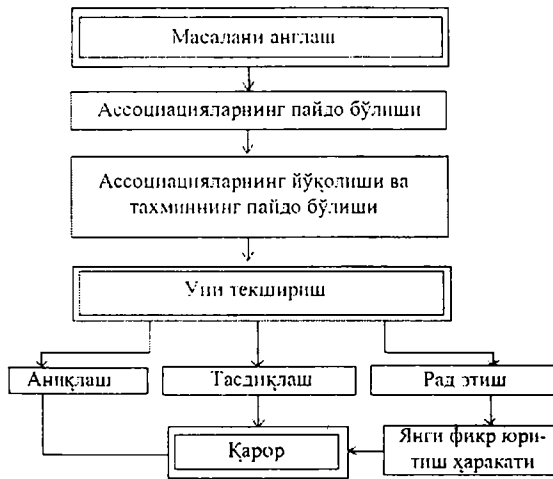 Масалани англаш
Ассоциацияларнинг пайдо бўлиши
Ассоциацияларнинг йўқолиши ва
тахминнинг пайдо бўлиши
Уни текшириш
Аниқлаш
Тасдиқлаш
Рад этиш
Қарор
Янги фикр юри-
тиш ҳаракати